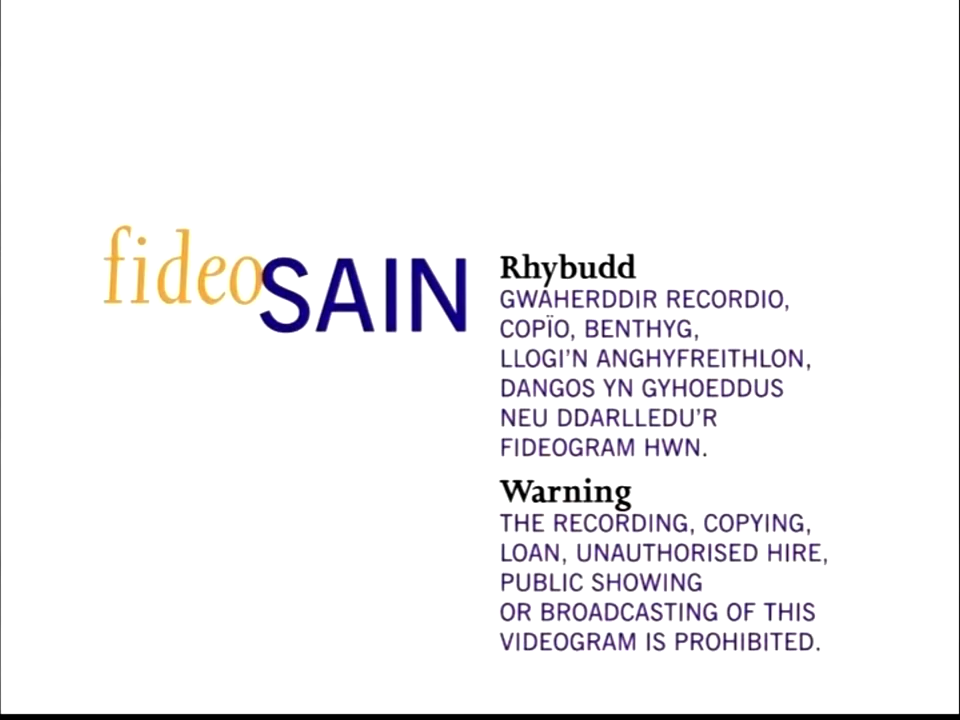 fideoSAIN
Rhybudd
GWAHERDDIR RECORDIO,
COPÏO, BENTHYG,
LLOGI'N ANGHYFREITHLON,
DANGOS YN GYHOEDDUS
NEU DDARLLEDU'R
FIDEOGRAM HWN.
Warning
THE RECORDING, COPYING,
LOAN, UNAUTHORISED HIRE,
PUBLIC SHOWING
OR BROADCASTING OF THIS
VIDEOGRAM IS PROHIBITED.